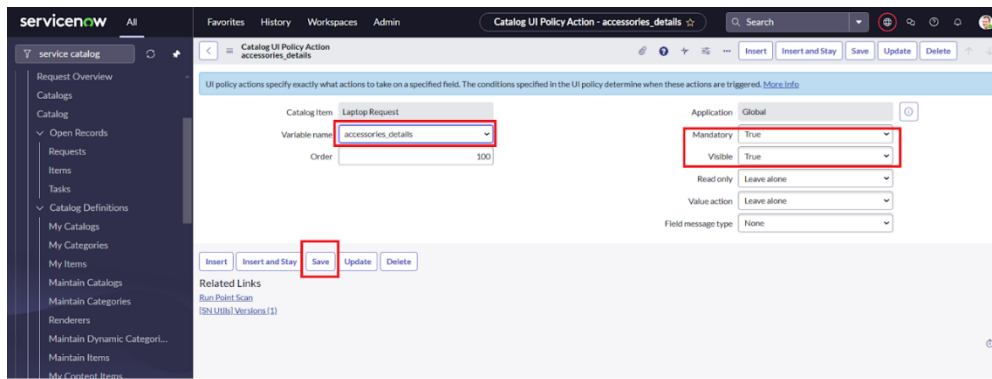 servicenow All Favorites History Workspaces Admin Catalog UI Policy Action - accessories_details Search
service catalog
Catalog UI Policy Action
accessories_details
Insert Insert and Stay Save Update Delete
Request Overview
Catalogs
Catalog
Open Records
Requests
Items
Tasks
Catalog Definitions
My Catalogs
My Categories
My Items
Maintain Catalogs
Maintain Categories
Renderers
Maintain Dynamic Categori...
Maintain Items
My Content Items
UI policy actions specify exactly what actions to take on a specified field. The conditions specified in the UI policy determine when these actions are triggered. More Info
Catalog Item Laptop Request
Variable name accessories_details
Order 100
Application Global
Mandatory True
Visible True
Read only Leave alone
Value action Leave alone
Field message type None
Insert Insert and Stay Save Update Delete
Related Links
Run Point Scan
[SN Utils] Versions (1)